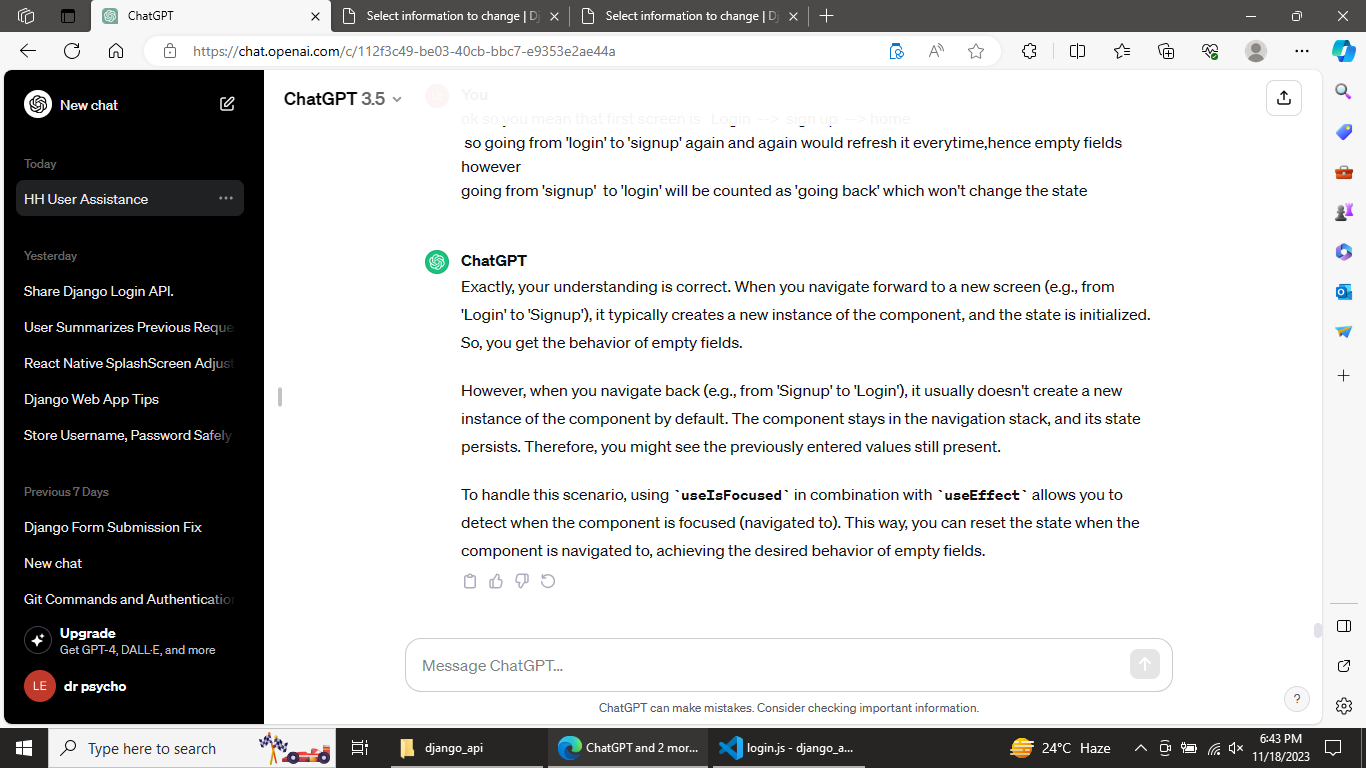 ChatGPT
Select information to change | Dj
Select information to change | Dj
https://chat.openai.com/c/112f3c49-be03-40cb-bbc7-e9353e2ae44a
New chat
Today
HH User Assistance
Yesterday
Share Django Login API.
User Summarizes Previous Reque
React Native SplashScreen Adjust
Django Web App Tips
Store Username, Password Safely
Previous 7 Days
Django Form Submission Fix
New chat
Git Commands and Authentication
Upgrade
Get GPT-4, DALL·E, and more
LE
dr psycho
ChatGPT 3.5
You
ok so you mean that first screen is Login --> sign up --> home
so going from 'login' to 'signup' again and again would refresh it everytime,hence empty fields
however
going from 'signup' to 'login' will be counted as 'going back' which won't change the state
ChatGPT
Exactly, your understanding is correct. When you navigate forward to a new screen (e.g., from
'Login' to 'Signup'), it typically creates a new instance of the component, and the state is initialized.
So, you get the behavior of empty fields.
However, when you navigate back (e.g., from 'Signup' to 'Login'), it usually doesn't create a new
instance of the component by default. The component stays in the navigation stack, and its state
persists. Therefore, you might see the previously entered values still present.
To handle this scenario, using `useIsFocused` in combination with `useEffect` allows you to
detect when the component is focused (navigated to). This way, you can reset the state when the
component is navigated to, achieving the desired behavior of empty fields.
Message ChatGPT...
ChatGPT can make mistakes. Consider checking important information.
?
Type here to search
django_api
ChatGPT and 2 mor...
login.js - django_a...
24°C Haze
6:43 PM
11/18/2023